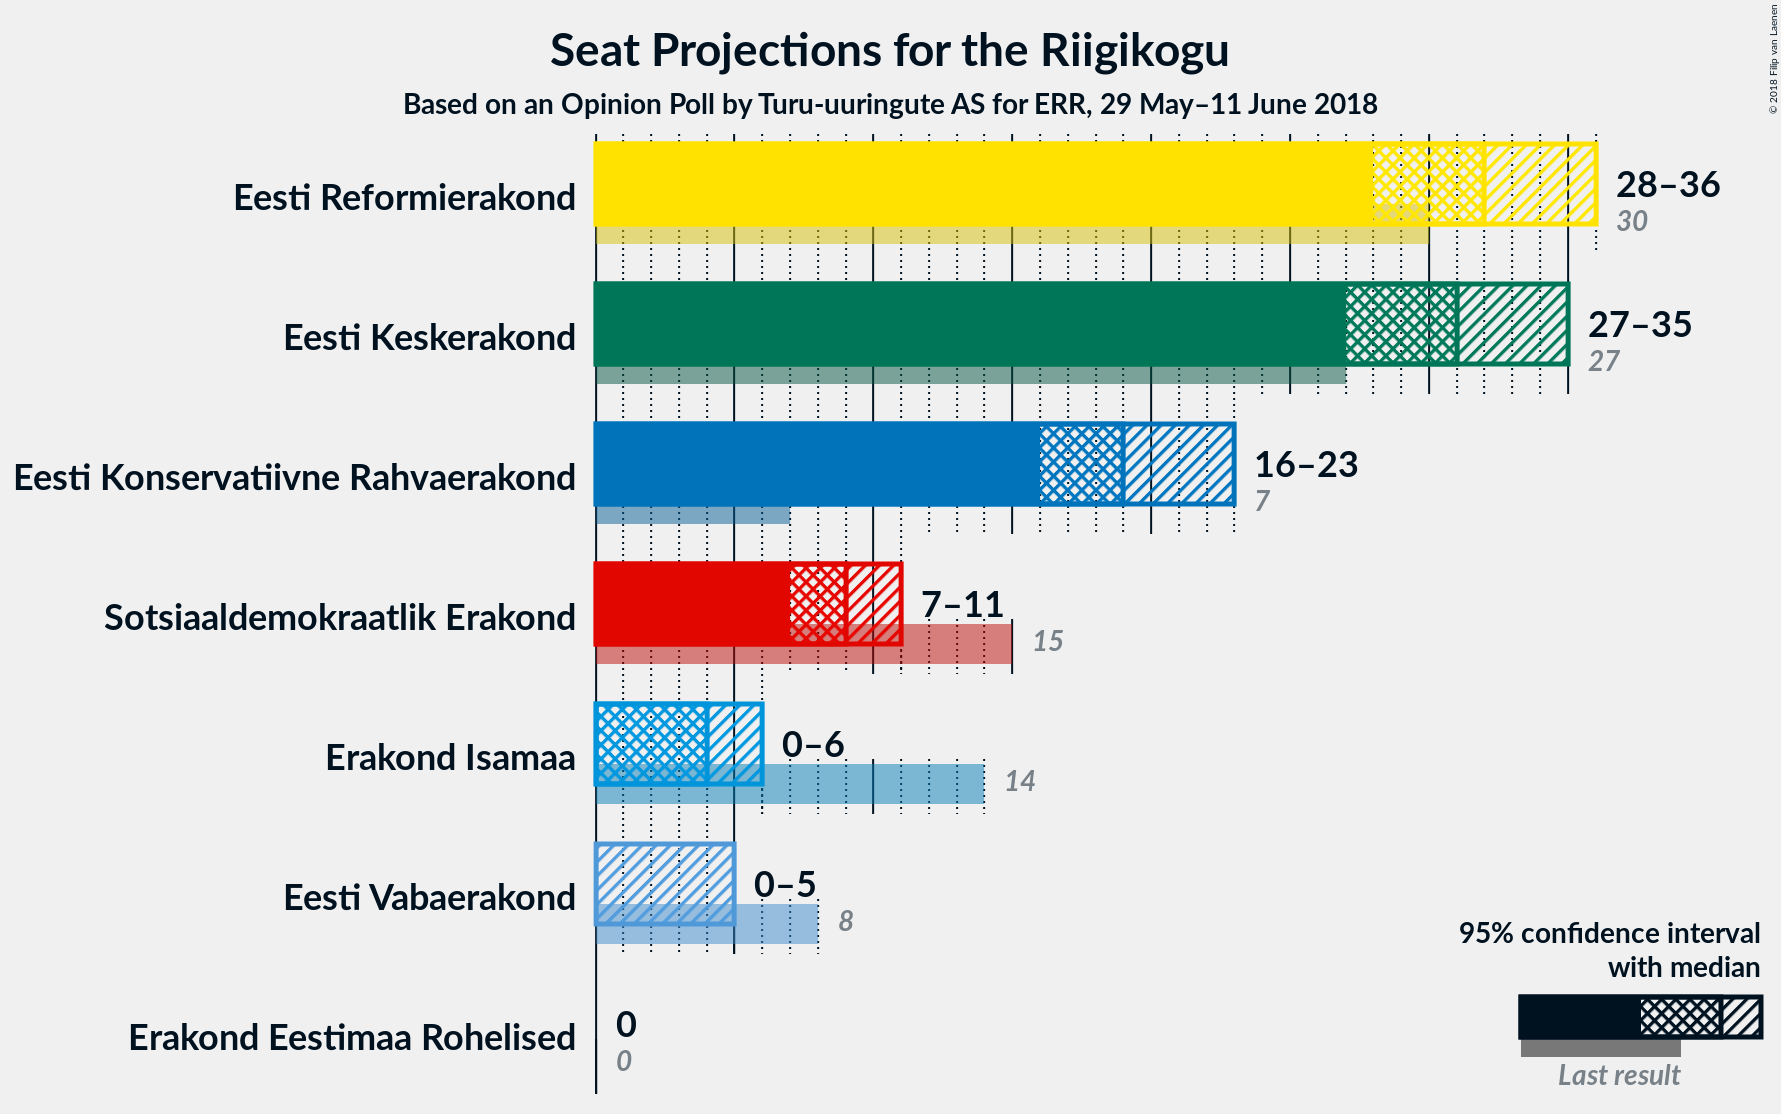 Seat Projections for the Riigikogu
Based on an Opinion Poll by Turu-uuringute AS for ERR, 29 May–11 June 2018
© 2018 Filip van Laenen
Eesti Reformierakond
28–36
30
Eesti Keskerakond
27–35
27
Eesti Konservatiivne Rahvaerakond
16–23
7
Sotsiaaldemokraatlik Erakond
7–11
15
Erakond Isamaa
0–6
14
Eesti Vabaerakond
0–5
8
Erakond Eestimaa Rohelised
0
0
95% confidence interval
with median
Last result